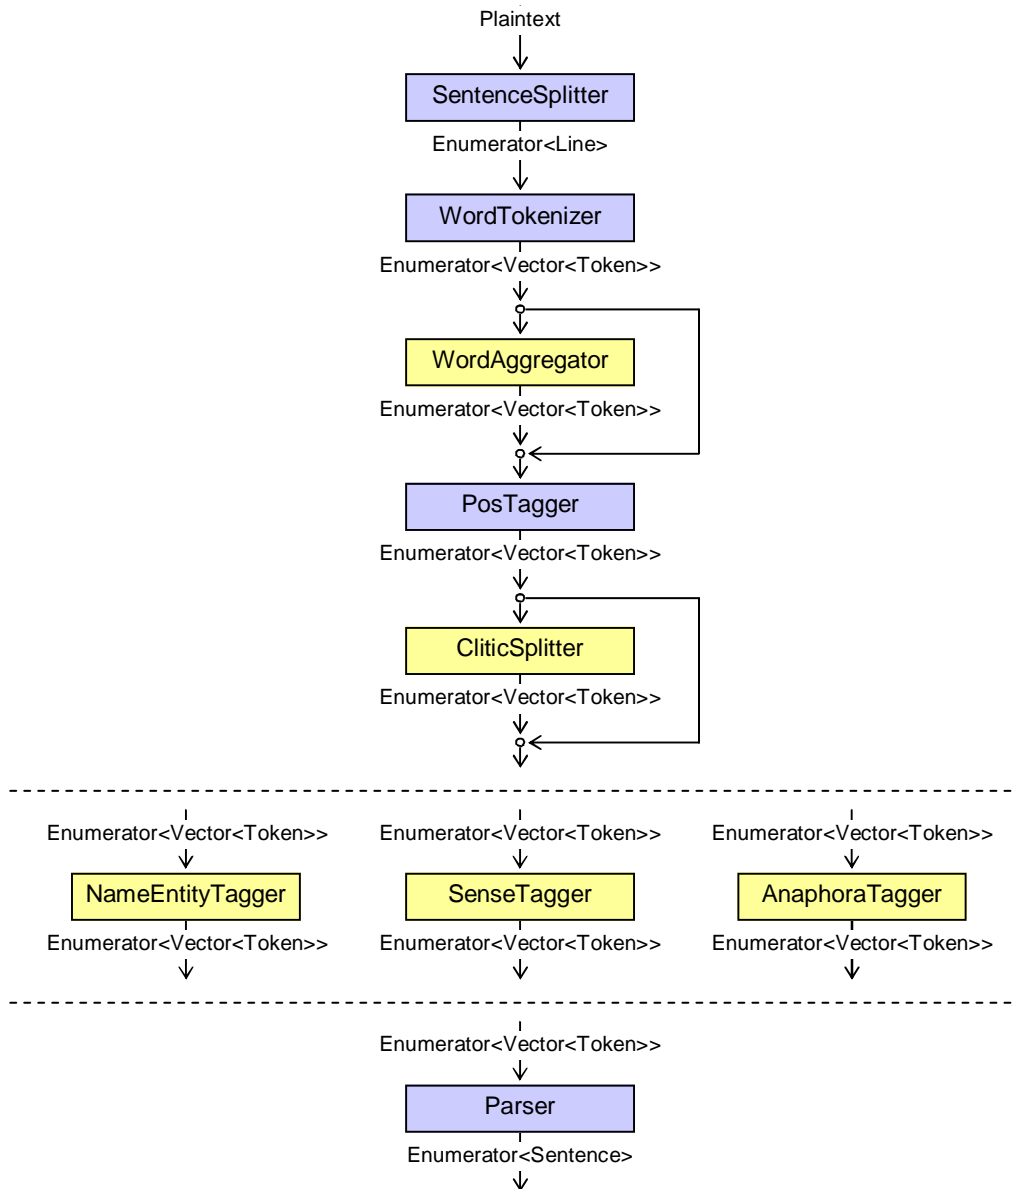 Plaintext
SentenceSplitter
Enumerator<Line>
WordTokenizer
Enumerator<Vector<Token>>
WordAggregator
Enumerator<Vector<Token>>
PosTagger
Enumerator<Vector<Token>>
CliticSplitter
Enumerator<Vector<Token>>
Enumerator<Vector<Token>> Enumerator<Vector<Token>> Enumerator<Vector<Token>>
NameEntityTagger SenseTagger AnaphoraTagger
Enumerator<Vector<Token>> Enumerator<Vector<Token>> Enumerator<Vector<Token>>
Enumerator<Vector<Token>>
Parser
Enumerator<Sentence>